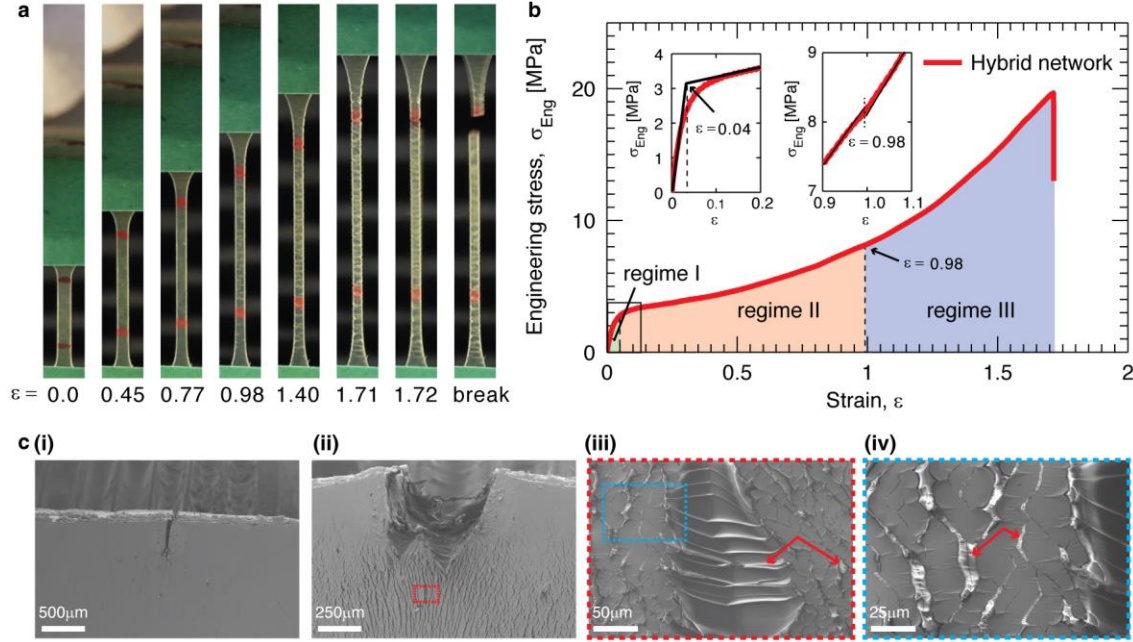 a
ε = 0.0 0.45 0.77 0.98 1.40 1.71 1.72 break
b
Engineering stress, σEng [MPa]
20
10
0
0 0.5 1 1.5 2
Strain, ε
Hybrid network
regime I
regime II
regime III
ε = 0.98
σEng [MPa]
4
3
2
1
0
0 0.1 0.2
ε
ε = 0.04
σEng [MPa]
9
8
7
0.9 1.0 1.1
ε
ε = 0.98
c (i) (ii) (iii) (iv)
500μm 250μm 50μm 25μm